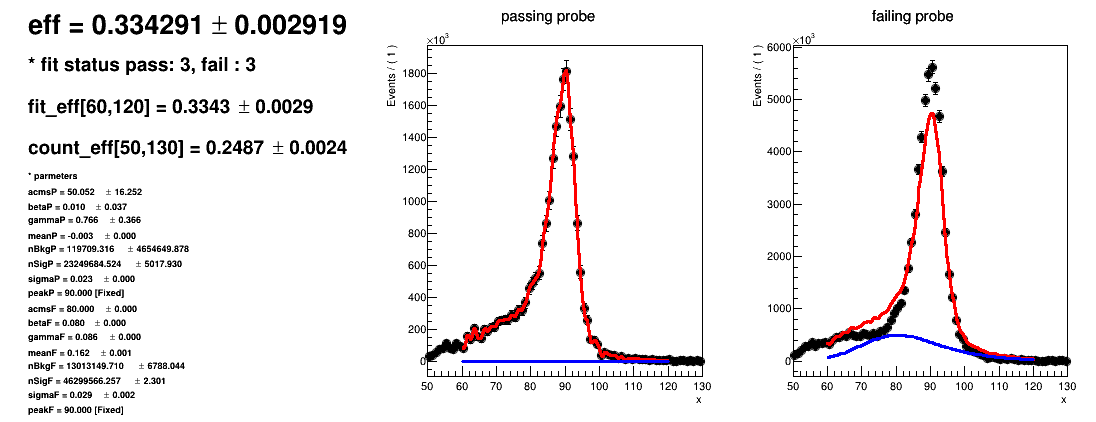 eff = 0.334291 ± 0.002919
* fit status pass: 3, fail : 3
fit_eff[60,120] = 0.3343 ± 0.0029
count_eff[50,130] = 0.2487 ± 0.0024
* parmeters
acmsP = 50.052 ± 16.252
betaP = 0.010 ± 0.037
gammaP = 0.766 ± 0.366
meanP = -0.003 ± 0.000
nBkgP = 119709.316 ± 4654649.878
nSigP = 23249684.524 ± 5017.930
sigmaP = 0.023 ± 0.000
peakP = 90.000 [Fixed]
acmsF = 80.000 ± 0.000
betaF = 0.080 ± 0.000
gammaF = 0.086 ± 0.000
meanF = 0.162 ± 0.001
nBkgF = 13013149.710 ± 6788.044
nSigF = 46299566.257 ± 2.301
sigmaF = 0.029 ± 0.002
peakF = 90.000 [Fixed]
passing probe
×10³
Events / ( 1 )
1800
1600
1400
1200
1000
800
600
400
200
0
50 60 70 80 90 100 110 120 130
x
failing probe
×10³
Events / ( 1 )
6000
5000
4000
3000
2000
1000
0
50 60 70 80 90 100 110 120 130
x